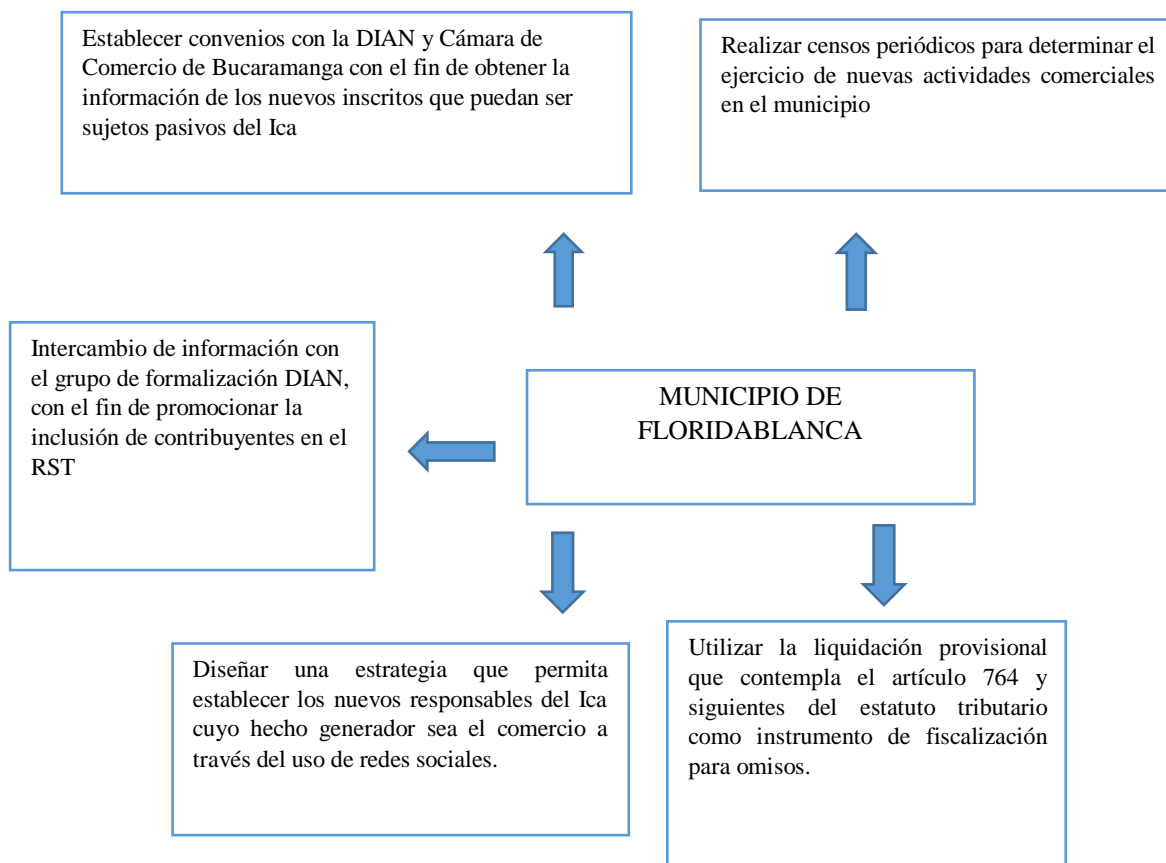 Establecer convenios con la DIAN y Cámara de
Comercio de Bucaramanga con el fin de obtener la
información de los nuevos inscritos que puedan ser
sujetos pasivos del Ica
Realizar censos periódicos para determinar el
ejercicio de nuevas actividades comerciales
en el municipio
Intercambio de información con
el grupo de formalización DIAN,
con el fin de promocionar la
inclusión de contribuyentes en el
RST
MUNICIPIO DE
FLORIDABLANCA
Diseñar una estrategia que permita
establecer los nuevos responsables del Ica
cuyo hecho generador sea el comercio a
través del uso de redes sociales.
Utilizar la liquidación provisional
que contempla el artículo 764 y
siguientes del estatuto tributario
como instrumento de fiscalización
para omisos.